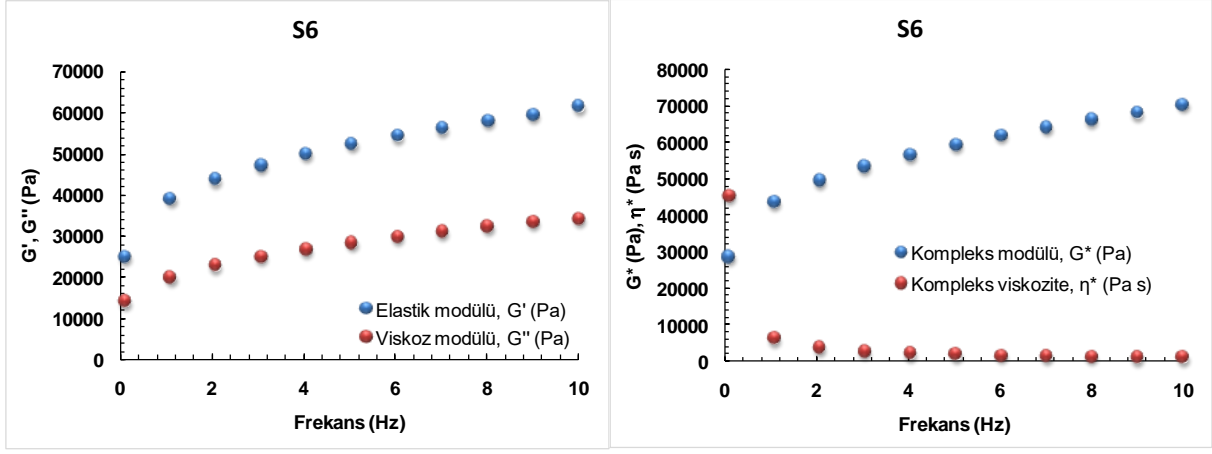 S6
70000
60000
50000
40000
30000
20000
10000
0
G', G'' (Pa)
Elastik modülü, G' (Pa)
Viskoz modülü, G'' (Pa)
0 2 4 6 8 10
Frekans (Hz)
S6
80000
70000
60000
50000
40000
30000
20000
10000
0
G* (Pa), η* (Pa s)
Kompleks modülü, G* (Pa)
Kompleks viskozite, η* (Pa s)
0 2 4 6 8 10
Frekans (Hz)